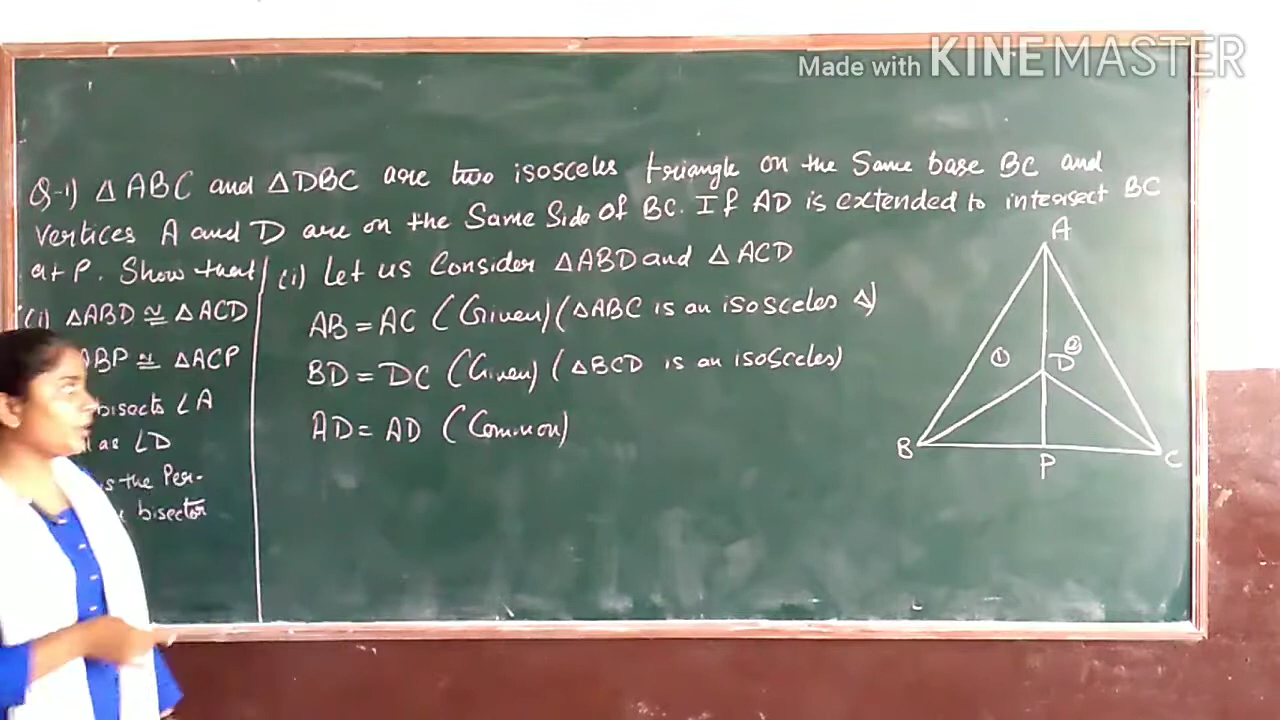 Made with KINEMASTER
Q-1) △ABC and △DBC are two isosceles triangle on the Same base BC and
vertices A and D are on the Same Side Of BC. If AD is extended to intersect BC
at P. Show that
(i) △ABD ≅ △ACD
ABP ≅ △ACP
bisects ∠A
as ∠D
is the Per-
bisector
(i) Let us Consider △ABD and △ACD
AB = AC (Given) (△ABC is an isosceles △)
BD = DC (Given) (△BCD is an isosceles)
AD = AD (Common)
A
① ②
D
B C
P